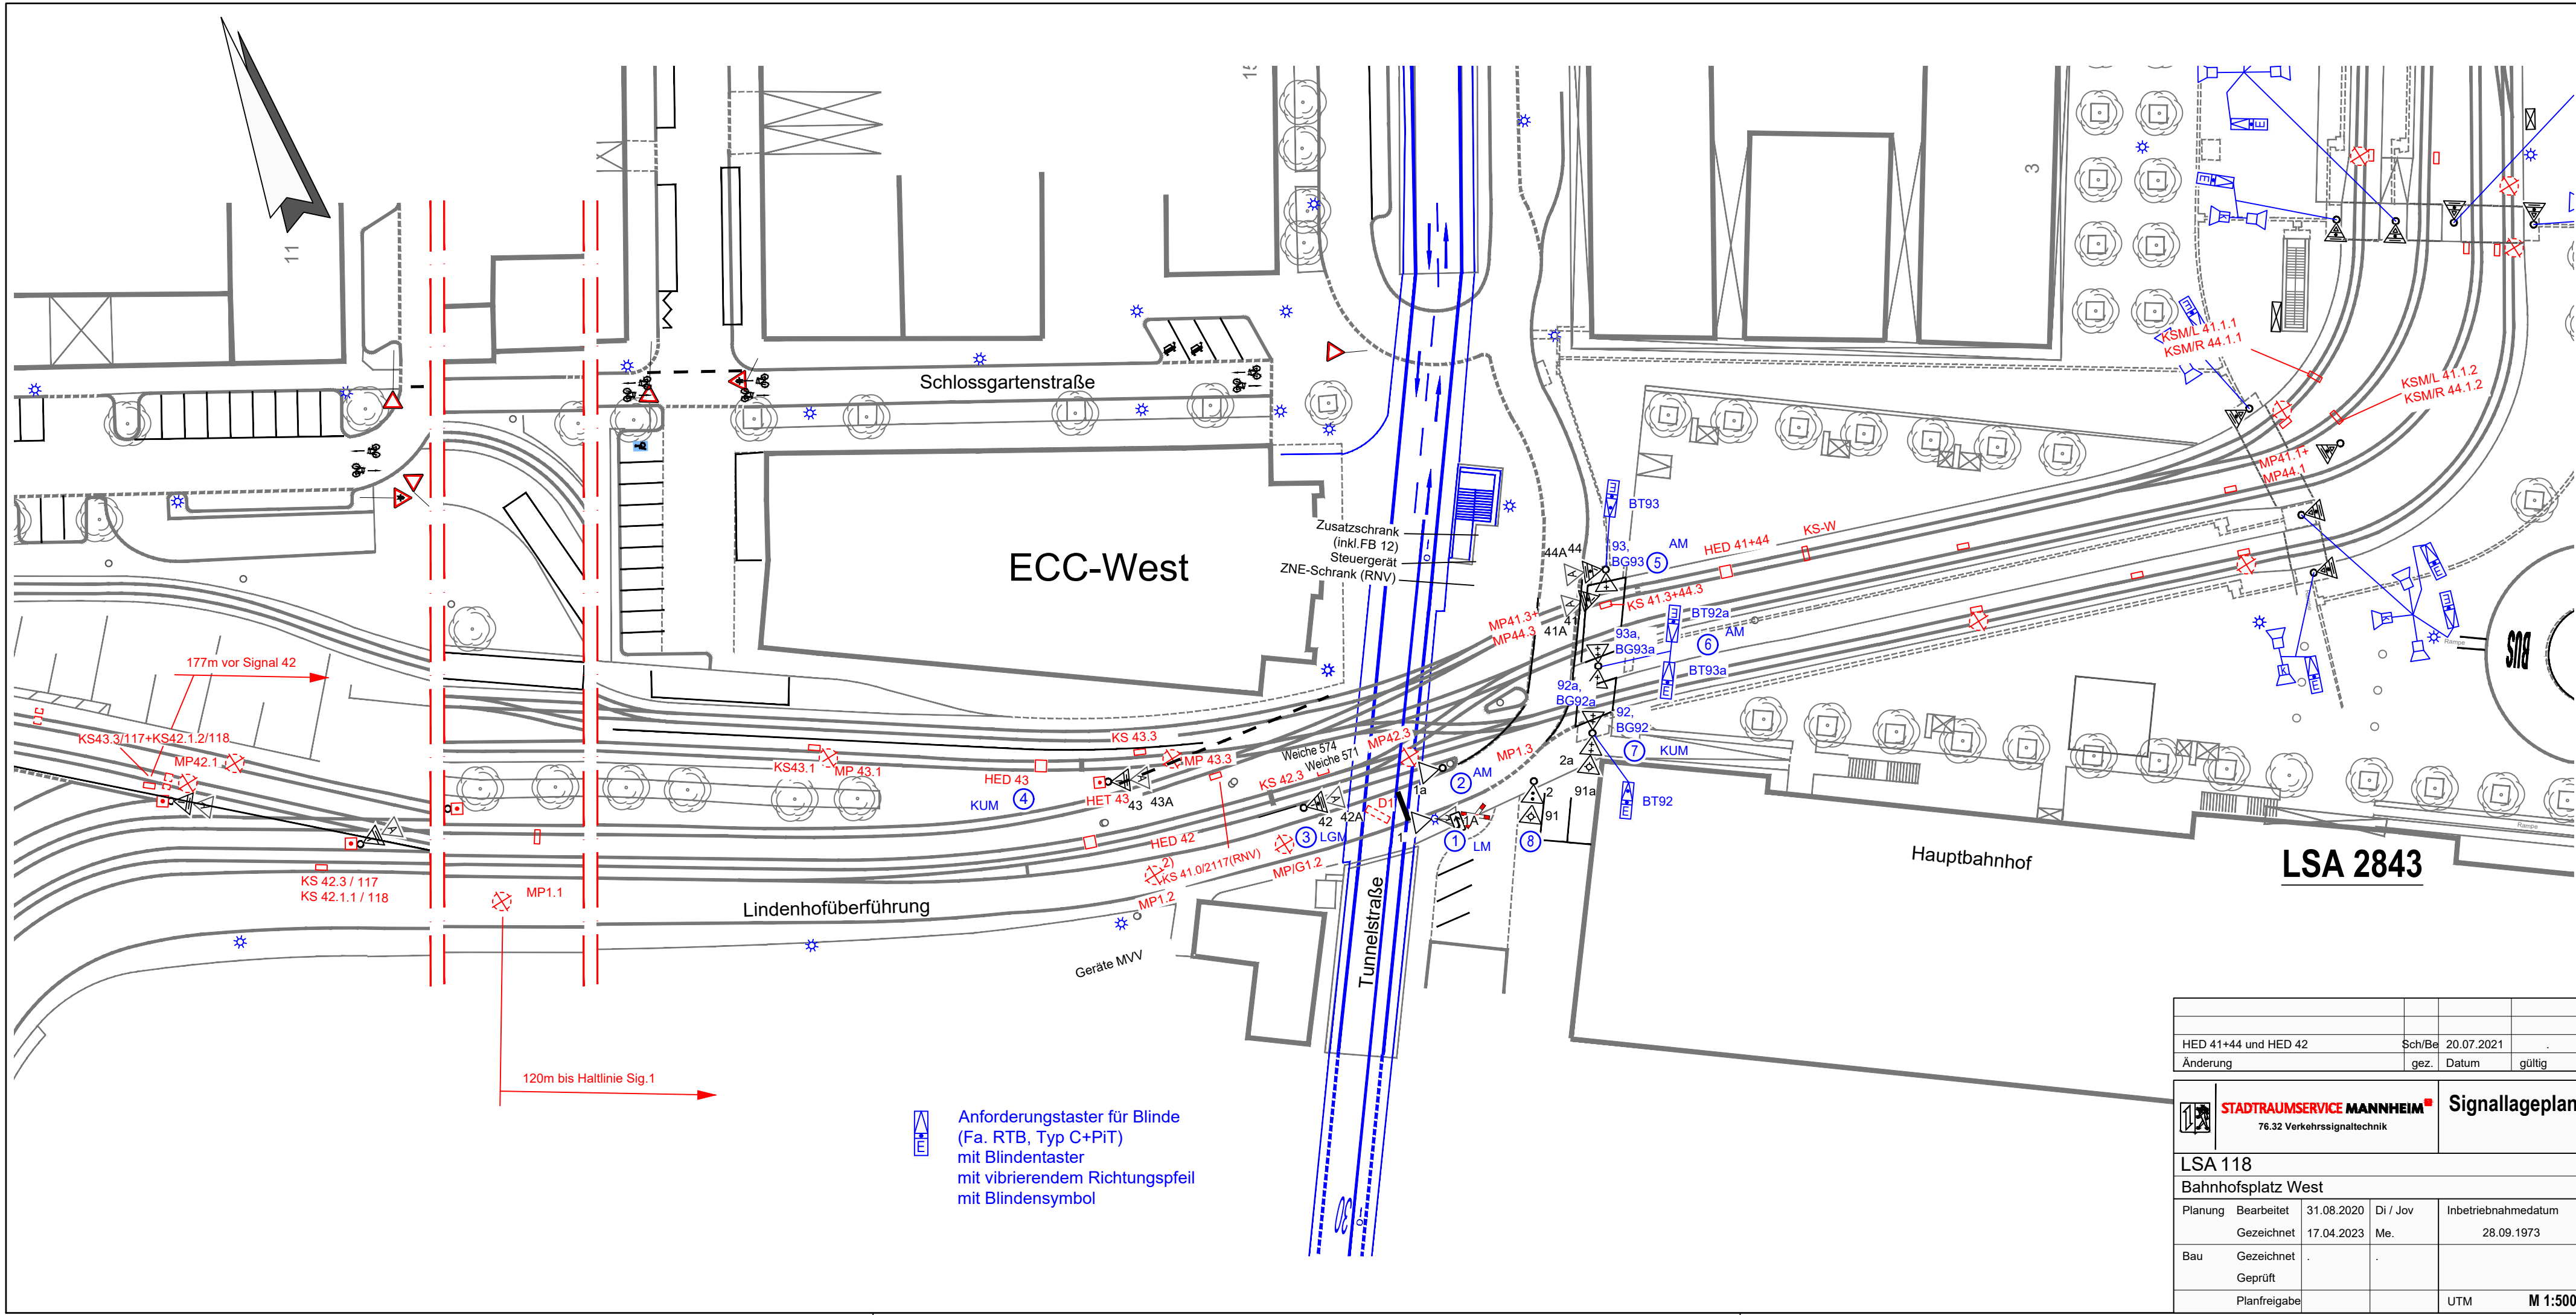 11
15
3
Schlossgartenstraße
ECC-West
Zusatzschrank
(inkl.FB 12)
Steuergerät
ZNE-Schrank (RNV)
KSM/L 41.1.1
KSM/R 44.1.1
KSM/L 41.1.2
KSM/R 44.1.2
MP41.1+
MP44.1
BT93
44A
44
93,
BG93
5
AM
HED 41+44
KS-W
KS 41.3+44.3
MP41.3+
MP44.3
41
41A
BT92a
93a,
BG93a
6
AM
BT93a
92a,
BG92a
92,
BG92
7
KUM
BT92
177m vor Signal 42
KS43.3/117+KS42.1.2/118
MP42.1
KS 43.3
KS43.1
MP 43.1
MP 43.3
HED 43
KUM
4
HET 43
43
43A
Weiche 574
Weiche 571
MP42.3
KS 42.3
MP1.3
2
AM
1a
2a
2
91a
91
D1
42
42A
3
LGM
1
1A
1
LM
8
HED 42
2)
KS 41.0/2117(RNV)
MP/G1.2
MP1.2
KS 42.3 / 117
KS 42.1.1 / 118
MP1.1
Lindenhofüberführung
Geräte MVV
Tunnelstraße
Hauptbahnhof
LSA 2843
BUS
Rampe
Rampe
120m bis Haltlinie Sig.1
30
E
Anforderungstaster für Blinde
(Fa. RTB, Typ C+PiT)
mit Blindentaster
mit vibrierendem Richtungspfeil
mit Blindensymbol
HED 41+44 und HED 42 Sch/Be 20.07.2021 .
Änderung gez. Datum gültig
STADTRAUMSERVICE MANNHEIM
76.32 Verkehrssignaltechnik
Signallageplan
LSA 118
Bahnhofsplatz West
Planung Bearbeitet 31.08.2020 Di / Jov Inbetriebnahmedatum
Gezeichnet 17.04.2023 Me. 28.09.1973
Bau Gezeichnet . .
Geprüft
Planfreigabe UTM M 1:500